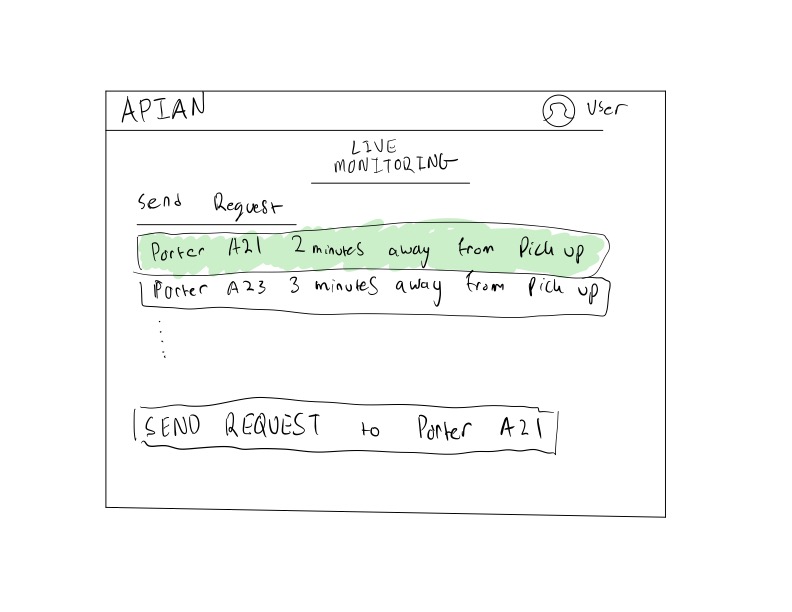 APIAN
User
LIVE
MONITORING
Send Request
Porter A21 2 minutes away from Pick up
Porter A23 3 minutes away from Pick up
SEND REQUEST to Porter A21